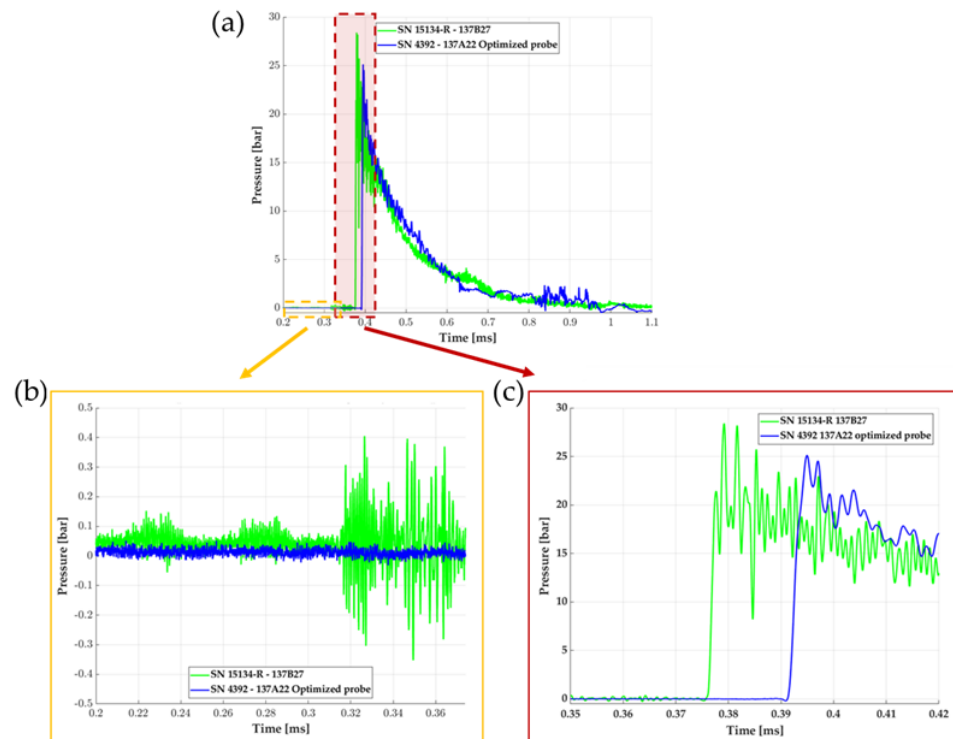 (a)
30
25
20
15
10
5
0
Pressure [bar]
SN 15134-R - 137B27
SN 4392 - 137A22 Optimized probe
0.2 0.3 0.4 0.5 0.6 0.7 0.8 0.9 1 1.1
Time [ms]
(b)
0.5
0.4
0.3
0.2
0.1
0
-0.1
-0.2
-0.3
-0.4
-0.5
Pressure [bar]
SN 15134-R - 137B27
SN 4392 - 137A22 Optimized probe
0.2 0.22 0.24 0.26 0.28 0.3 0.32 0.34 0.36
Time [ms]
(c)
30
25
20
15
10
5
0
Pressure [bar]
SN 15134-R 137B27
SN 4392 137A22 optimized probe
0.35 0.36 0.37 0.38 0.39 0.4 0.41 0.42
Time [ms]